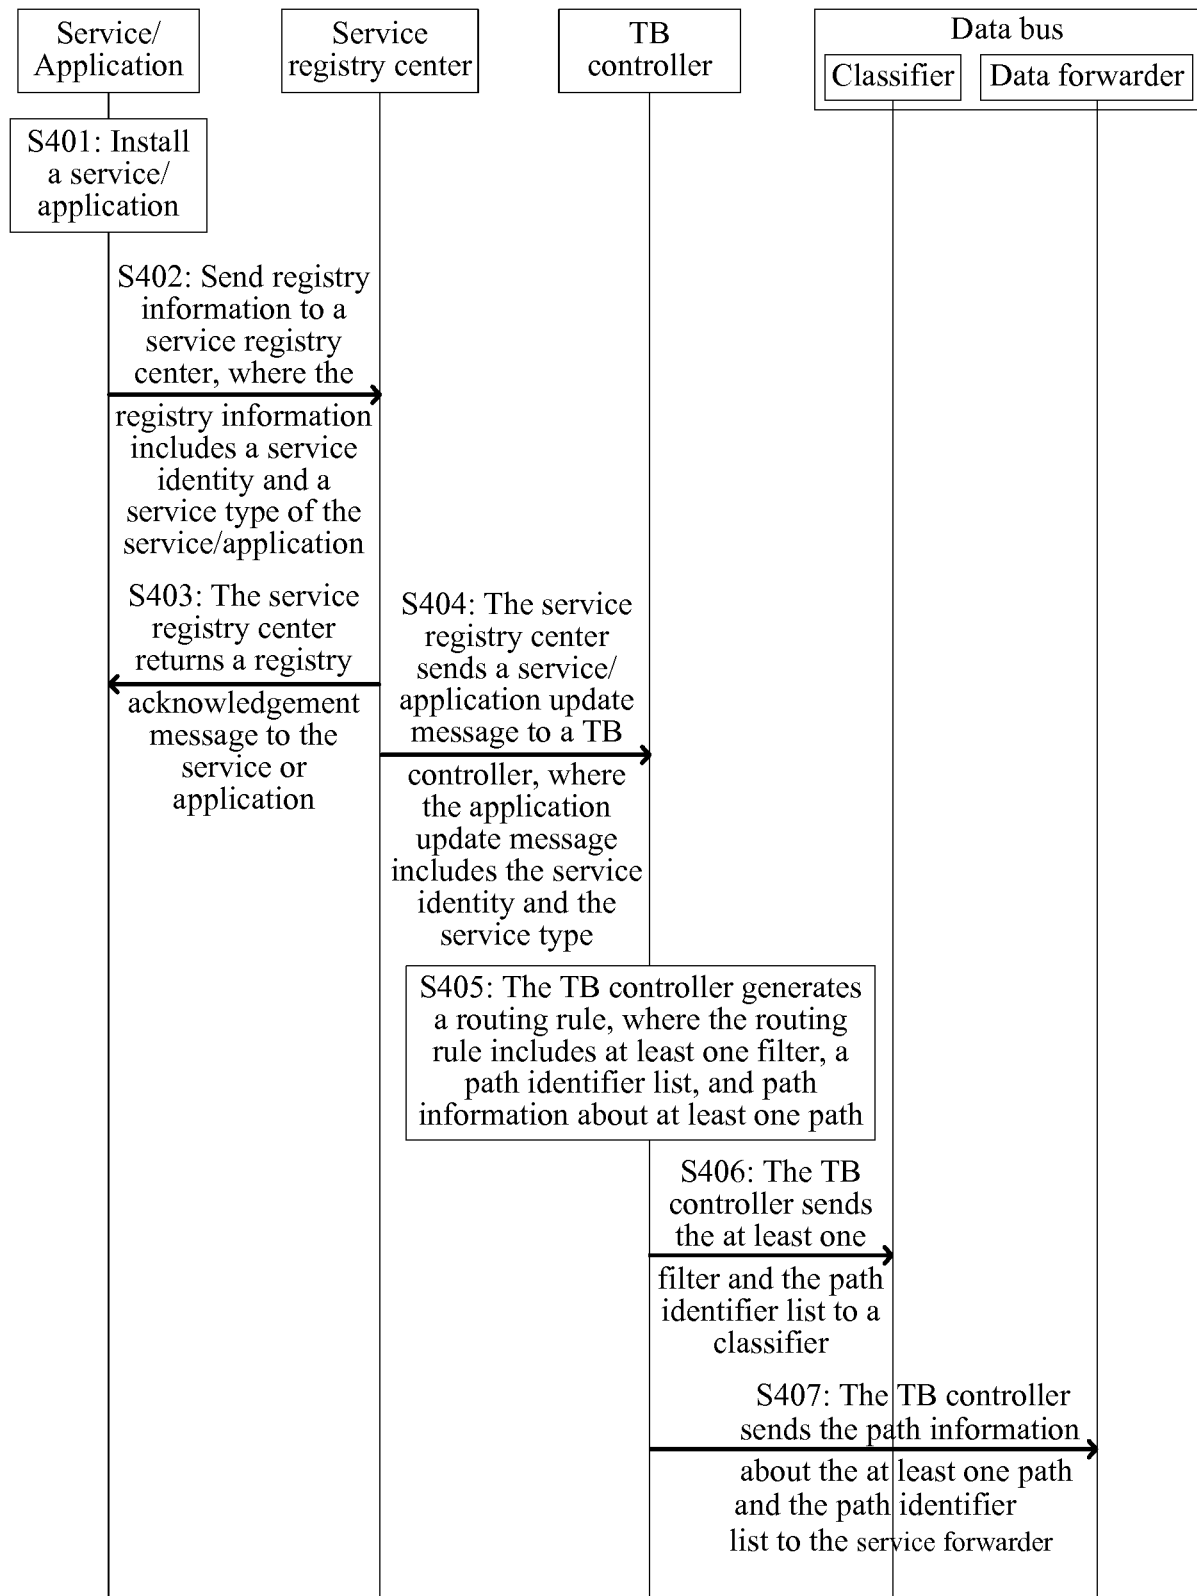 Service/
Application
Service
registry center
TB
controller
Data bus
Classifier
Data forwarder
S401: Install
a service/
application
S402: Send registry
information to a
service registry
center, where the
registry information
includes a service
identity and a
service type of the
service/application
S403: The service
registry center
returns a registry
acknowledgement
message to the
service or
application
S404: The service
registry center
sends a service/
application update
message to a TB
controller, where
the application
update message
includes the service
identity and the
service type
S405: The TB controller generates
a routing rule, where the routing
rule includes at least one filter, a
path identifier list, and path
information about at least one path
S406: The TB
controller sends
the at least one
filter and the path
identifier list to a
classifier
S407: The TB controller
sends the path information
about the at least one path
and the path identifier
list to the service forwarder